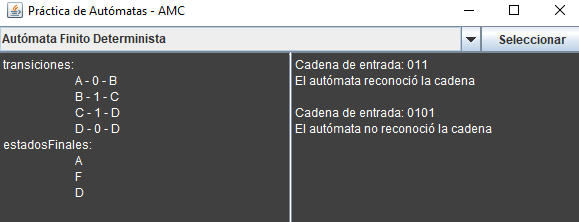 Práctica de Autómatas - AMC
Autómata Finito Determinista
Seleccionar
transiciones:
A - 0 - B
B - 1 - C
C - 1 - D
D - 0 - D
estadosFinales:
A
F
D
Cadena de entrada: 011
El autómata reconoció la cadena
Cadena de entrada: 0101
El autómata no reconoció la cadena